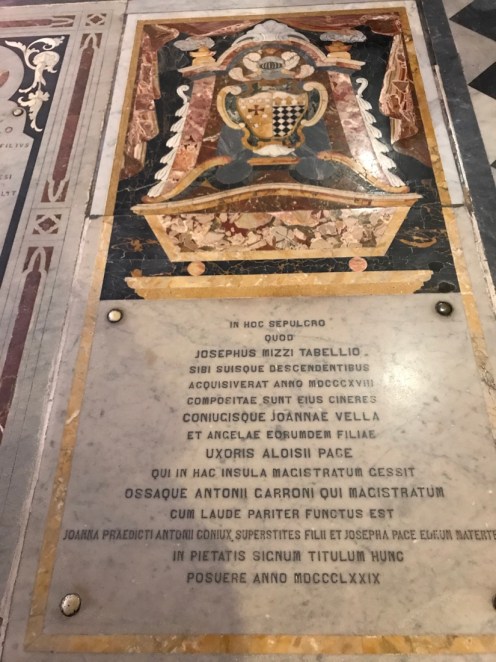 IN HOC SEPULCRO
QUOD
JOSEPHUS MIZZI TABELLIO
SIBI SUISQUE DESCENDENTIBUS
ACQUISIVERAT ANNO MDCCCXVIII
COMPOSITAE SUNT EIUS CINERES
CONIUGISQUE JOANNAE VELLA
ET ANGELAE EORUMDEM FILIAE
UXORIS ALOISII PACE
QUI IN HAC INSULA MAGISTRATUM GESSIT
OSSAQUE ANTONII CARRONI QUI MAGISTRATUM
CUM LAUDE PARITER FUNCTUS EST
JOANNA PRAEDICTI ANTONII CONIUX SUPERSTITES FILII ET JOSEPHA PACE EORUM
IN PIETATIS SIGNUM TITULUM HUNC
POSUERE ANNO MDCCCLXXIX